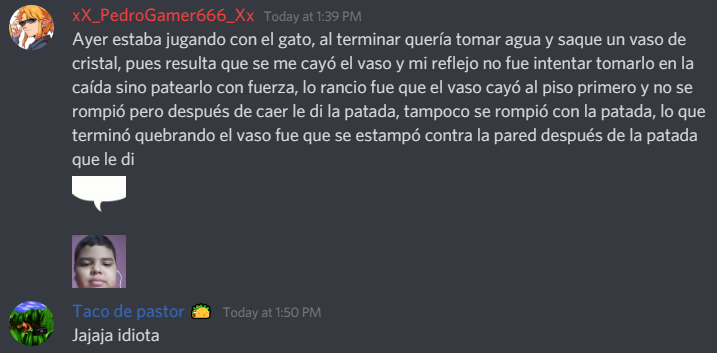 xX_PedroGamer666_Xx Today at 1:39 PM
Ayer estaba jugando con el gato, al terminar quería tomar agua y saque un vaso de
cristal, pues resulta que se me cayó el vaso y mi reflejo no fue intentar tomarlo en la
caída sino patearlo con fuerza, lo rancio fue que el vaso cayó al piso primero y no se
rompió pero después de caer le di la patada, tampoco se rompió con la patada, lo que
terminó quebrando el vaso fue que se estampó contra la pared después de la patada
que le di
Taco de pastor 🌮 Today at 1:50 PM
Jajaja idiota